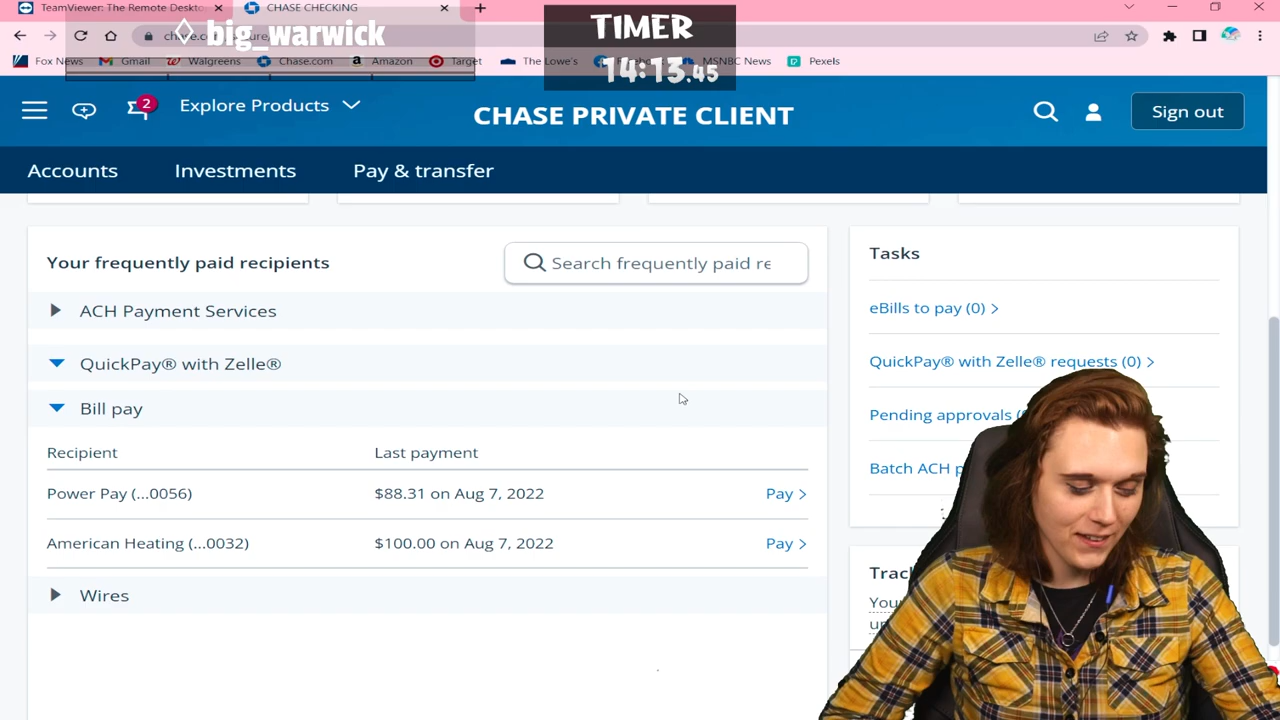 TeamViewer: The Remote Deskto
CHASE CHECKING
big_warwick
TIMER
14:13.45
Fox News
Gmail
Walgreens
Chase.com
Amazon
Target
The Lowe's
MSNBC News
Pexels
2
Explore Products
CHASE PRIVATE CLIENT
Sign out
Accounts
Investments
Pay & transfer
Your frequently paid recipients
Search frequently paid re
ACH Payment Services
QuickPay® with Zelle®
Bill pay
Recipient
Last payment
Power Pay (...0056)
$88.31 on Aug 7, 2022
Pay >
American Heating (...0032)
$100.00 on Aug 7, 2022
Pay >
Wires
Tasks
eBills to pay (0) >
QuickPay® with Zelle® requests (0) >
Pending approvals (
Batch ACH p
Trac
You
u